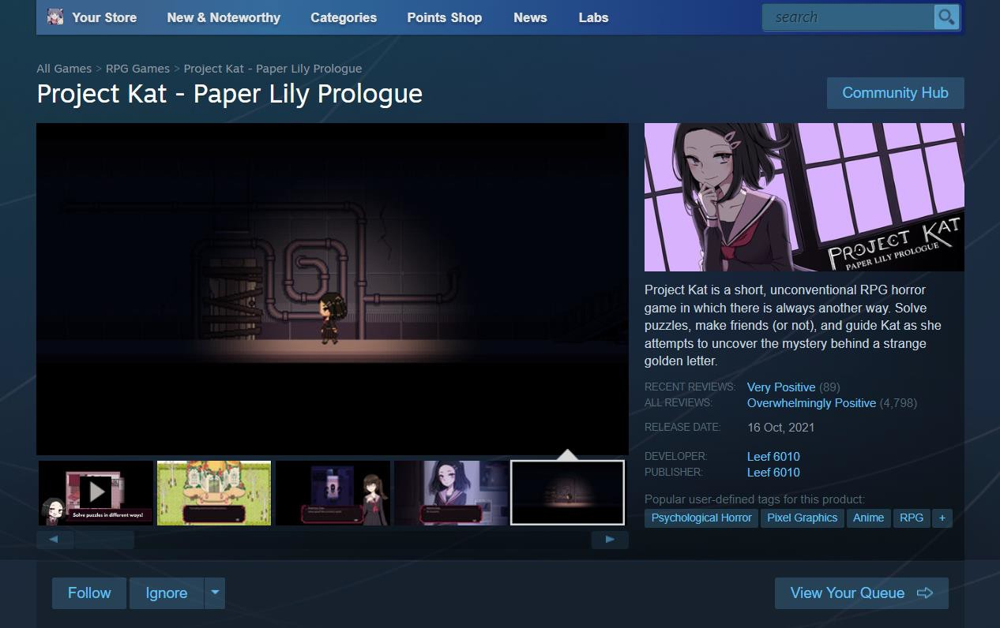 Your Store
New & Noteworthy
Categories
Points Shop
News
Labs
search
All Games > RPG Games > Project Kat - Paper Lily Prologue
Project Kat - Paper Lily Prologue
Community Hub
PROJECT KAT
PAPER LILY PROLOGUE
Project Kat is a short, unconventional RPG horror
game in which there is always another way. Solve
puzzles, make friends (or not), and guide Kat as she
attempts to uncover the mystery behind a strange
golden letter.
RECENT REVIEWS: Very Positive (89)
ALL REVIEWS: Overwhelmingly Positive (4,798)
RELEASE DATE: 16 Oct, 2021
DEVELOPER: Leef 6010
PUBLISHER: Leef 6010
Popular user-defined tags for this product:
Psychological Horror Pixel Graphics Anime RPG +
Solve puzzles in different ways!
Follow
Ignore
View Your Queue